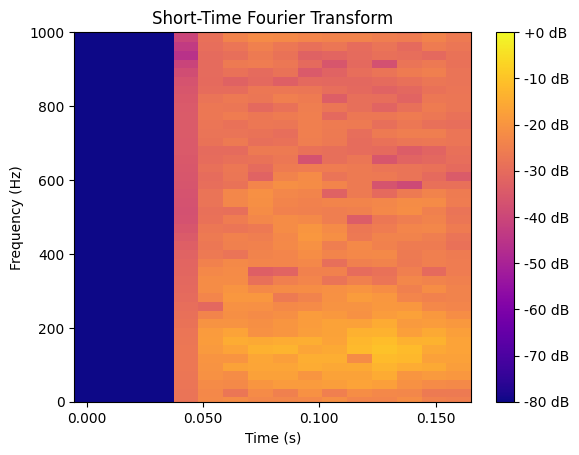 Short-Time Fourier Transform
1000
800
600
400
200
0
Frequency (Hz)
0.000
0.050
0.100
0.150
Time (s)
+0 dB
-10 dB
-20 dB
-30 dB
-40 dB
-50 dB
-60 dB
-70 dB
-80 dB